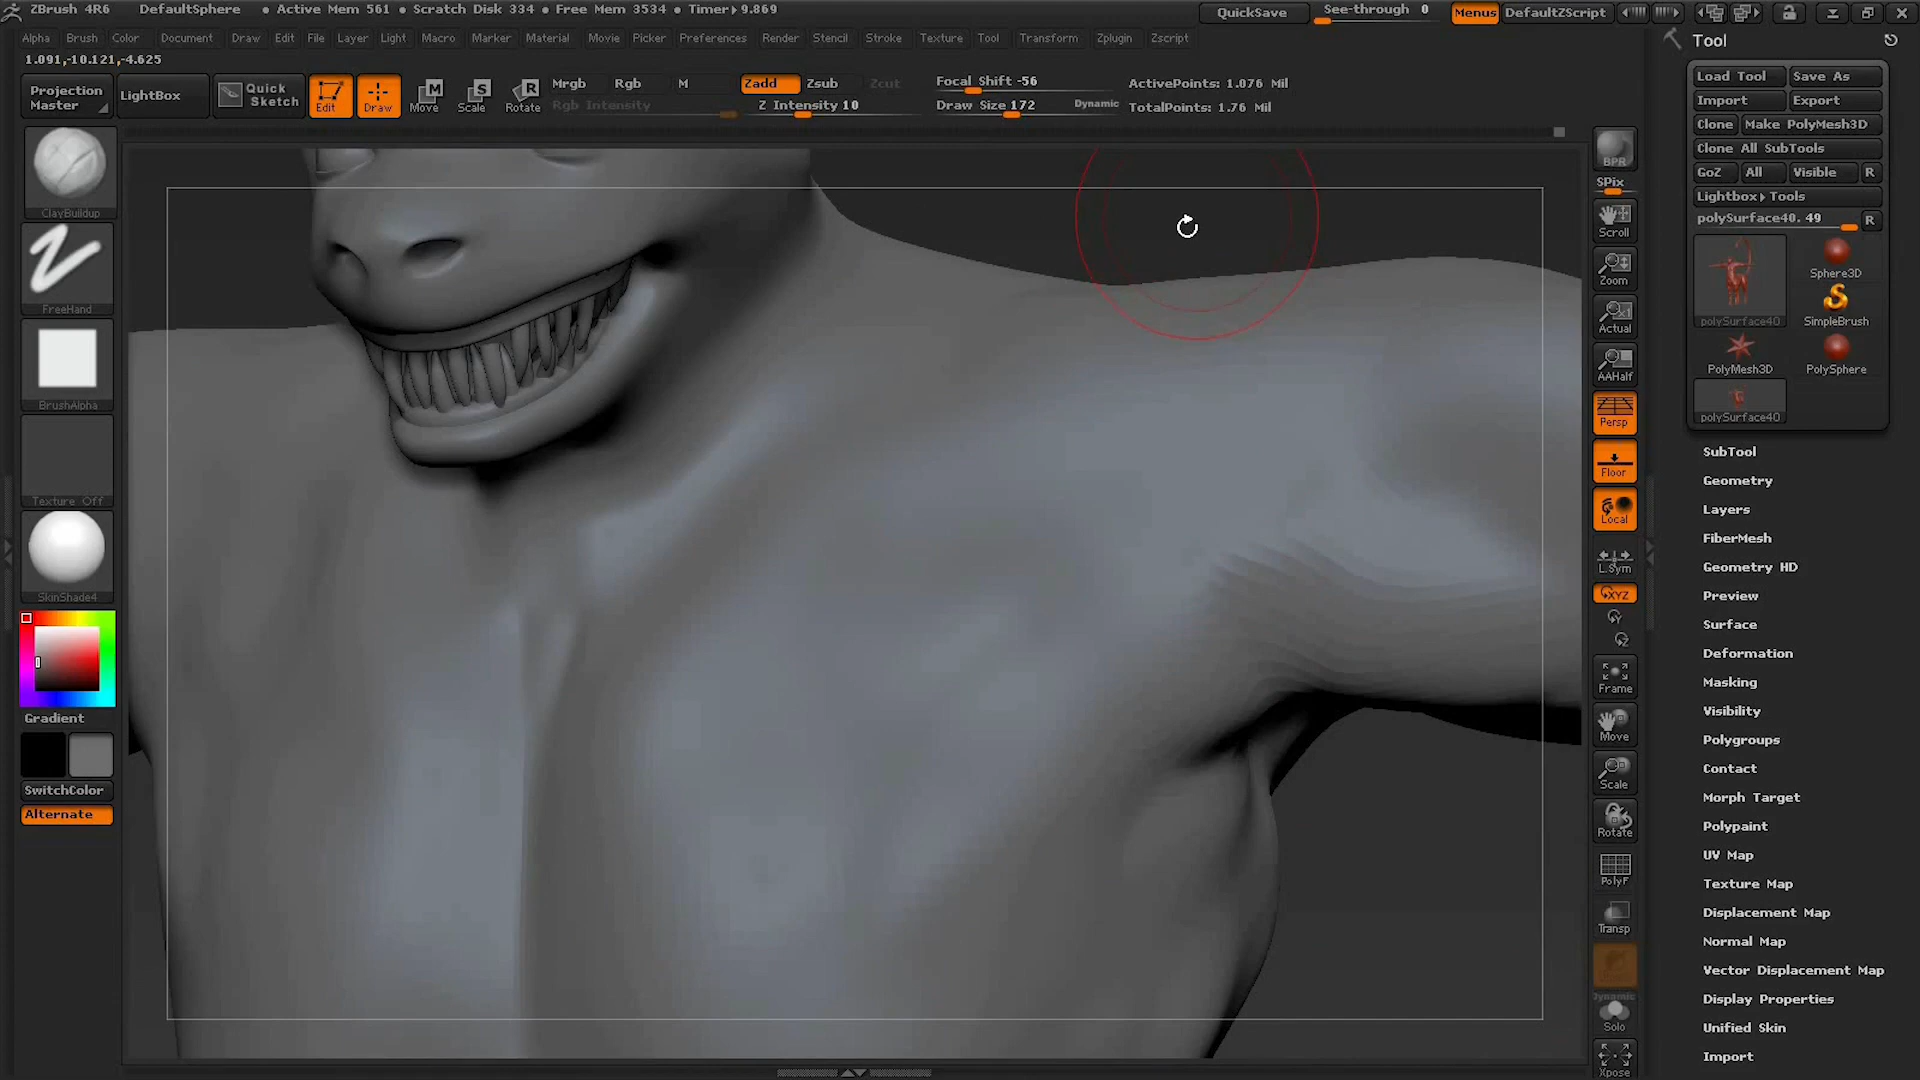 ZBrush 4R6 DefaultSphere • Active Mem 561 • Scratch Disk 334 • Free Mem 3534 • Timer▸9.869 QuickSave See-through 0 Menus DefaultZScript
Alpha Brush Color Document Draw Edit File Layer Light Macro Marker Material Movie Picker Preferences Render Stencil Stroke Texture Tool Transform Zplugin Zscript
Tool
1.091,-10.121,-4.625
Load Tool Save As
Projection Master
LightBox
Quick Sketch
Edit
Draw
Move
Scale
Rotate
Mrgb Rgb M Zadd Zsub Zcut
Rgb Intensity Z Intensity 10
Focal Shift -56
Draw Size 172 Dynamic
ActivePoints: 1.076 Mil
TotalPoints: 1.76 Mil
Import Export
Clone Make PolyMesh3D
Clone All SubTools
GoZ All Visible R
Lightbox▸Tools
polySurface40. 49 R
polySurface40
Sphere3D
SimpleBrush
PolyMesh3D
PolySphere
polySurface40
ClayBuildup
FreeHand
BrushAlpha
Texture Off
SkinShade4
Gradient
SwitchColor
Alternate
BPR
SPix
Scroll
Zoom
Actual
AAHalf
Persp
Floor
Local
L.Sym
XYZ
Y
Z
Frame
Move
Scale
Rotate
PolyF
Transp
Dynamic
Solo
Xpose
SubTool
Geometry
Layers
FiberMesh
Geometry HD
Preview
Surface
Deformation
Masking
Visibility
Polygroups
Contact
Morph Target
Polypaint
UV Map
Texture Map
Displacement Map
Normal Map
Vector Displacement Map
Display Properties
Unified Skin
Import